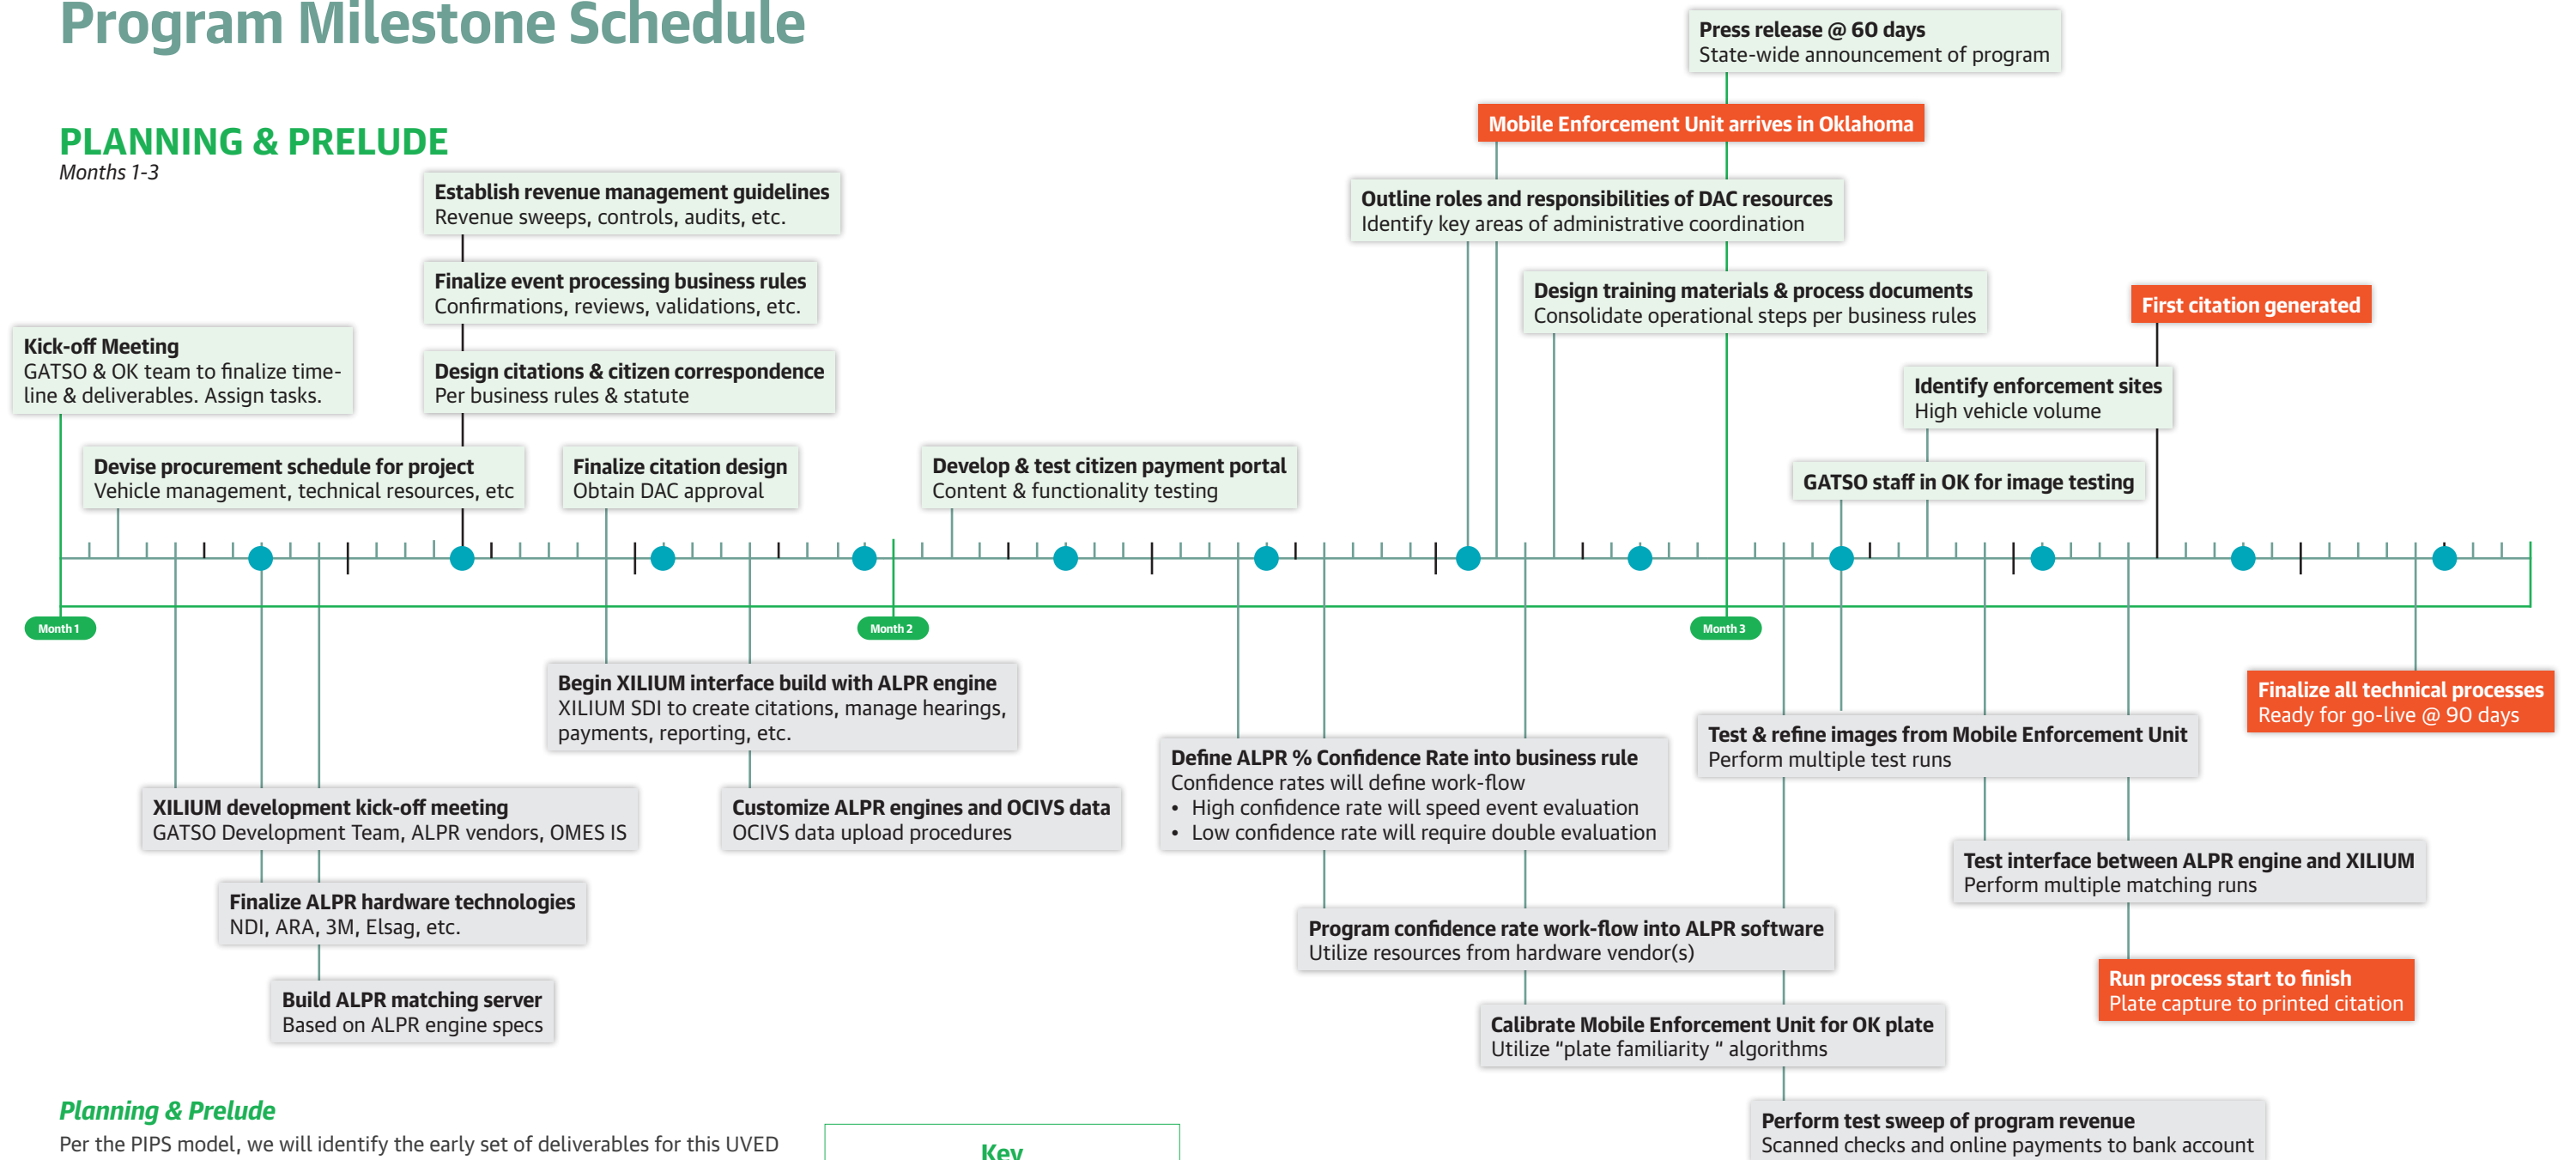 Program Milestone Schedule
PLANNING & PRELUDE
Months 1-3
Press release @ 60 days
State-wide announcement of program
Mobile Enforcement Unit arrives in Oklahoma
Establish revenue management guidelines
Revenue sweeps, controls, audits, etc.
Outline roles and responsibilities of DAC resources
Identify key areas of administrative coordination
Finalize event processing business rules
Confirmations, reviews, validations, etc.
Design training materials & process documents
Consolidate operational steps per business rules
First citation generated
Kick-off Meeting
GATSO & OK team to finalize time-
line & deliverables. Assign tasks.
Design citations & citizen correspondence
Per business rules & statute
Identify enforcement sites
High vehicle volume
Devise procurement schedule for project
Vehicle management, technical resources, etc
Finalize citation design
Obtain DAC approval
Develop & test citizen payment portal
Content & functionality testing
GATSO staff in OK for image testing
Month 1
Month 2
Month 3
Begin XILIUM interface build with ALPR engine
XILIUM SDI to create citations, manage hearings,
payments, reporting, etc.
Finalize all technical processes
Ready for go-live @ 90 days
Test & refine images from Mobile Enforcement Unit
Perform multiple test runs
Define ALPR % Confidence Rate into business rule
Confidence rates will define work-flow
• High confidence rate will speed event evaluation
• Low confidence rate will require double evaluation
XILIUM development kick-off meeting
GATSO Development Team, ALPR vendors, OMES IS
Customize ALPR engines and OCIVS data
OCIVS data upload procedures
Test interface between ALPR engine and XILIUM
Perform multiple matching runs
Finalize ALPR hardware technologies
NDI, ARA, 3M, Elsag, etc.
Program confidence rate work-flow into ALPR software
Utilize resources from hardware vendor(s)
Run process start to finish
Plate capture to printed citation
Build ALPR matching server
Based on ALPR engine specs
Calibrate Mobile Enforcement Unit for OK plate
Utilize “plate familiarity “ algorithms
Perform test sweep of program revenue
Scanned checks and online payments to bank account
Planning & Prelude
Per the PIPS model, we will identify the early set of deliverables for this UVED
Key